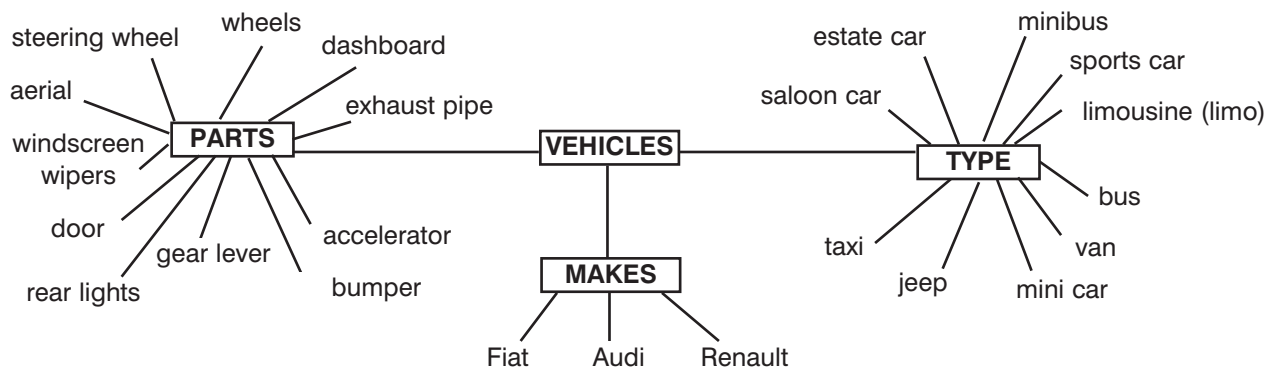 steering wheel
wheels
dashboard
aerial
exhaust pipe
windscreen
wipers
PARTS
door
rear lights
gear lever
accelerator
bumper
VEHICLES
MAKES
Fiat
Audi
Renault
estate car
minibus
sports car
saloon car
limousine (limo)
TYPE
bus
taxi
van
jeep
mini car